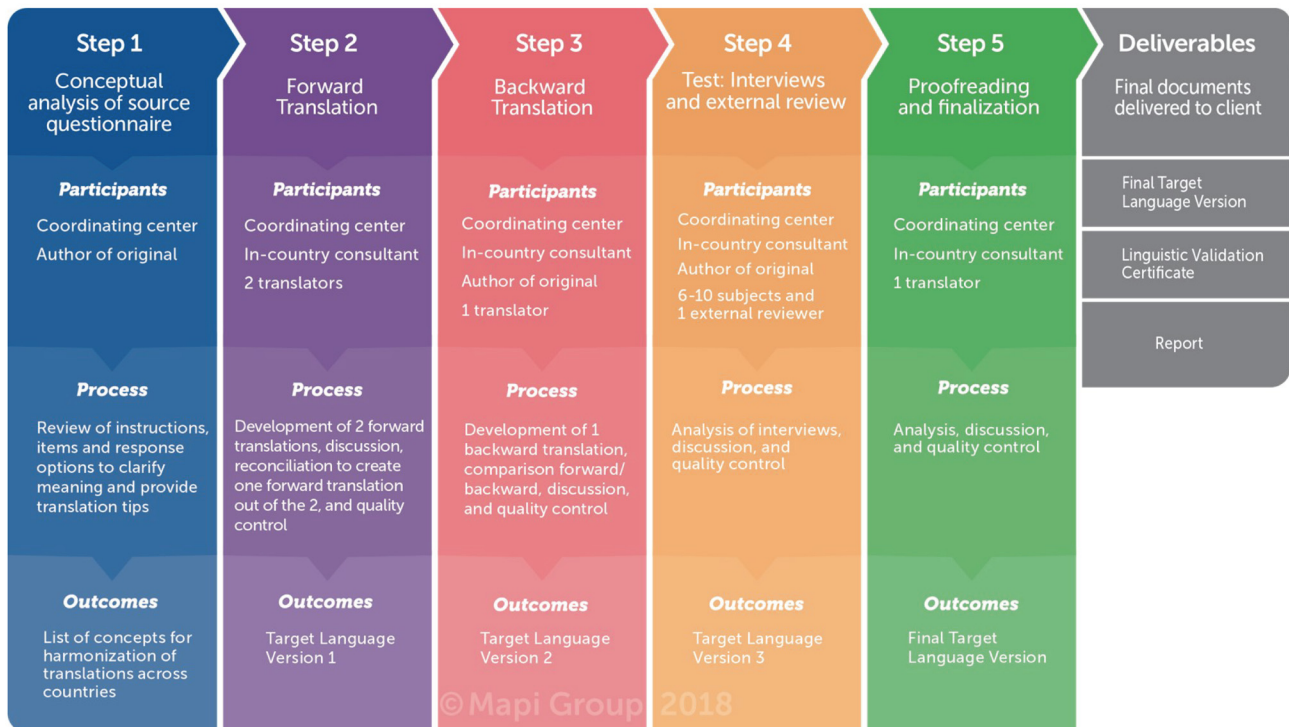 Step 1
Conceptual
analysis of source
questionnaire
Participants
Coordinating center
Author of original
Process
Review of instructions,
items and response
options to clarify
meaning and provide
translation tips
Outcomes
List of concepts for
harmonization of
translations across
countries
Step 2
Forward
Translation
Participants
Coordinating center
In-country consultant
2 translators
Process
Development of 2 forward
translations, discussion,
reconciliation to create
one forward translation
out of the 2, and quality
control
Outcomes
Target Language
Version 1
Step 3
Backward
Translation
Participants
Coordinating center
In-country consultant
Author of original
1 translator
Process
Development of 1
backward translation,
comparison forward/
backward, discussion,
and quality control
Outcomes
Target Language
Version 2
Step 4
Test: Interviews
and external review
Participants
Coordinating center
In-country consultant
Author of original
6-10 subjects and
1 external reviewer
Process
Analysis of interviews,
discussion, and
quality control
Outcomes
Target Language
Version 3
Step 5
Proofreading
and finalization
Participants
Coordinating center
In-country consultant
1 translator
Process
Analysis, discussion,
and quality control
Outcomes
Final Target
Language Version
Deliverables
Final documents
delivered to client
Final Target
Language Version
Linguistic Validation
Certificate
Report
©Mapi Group 2018